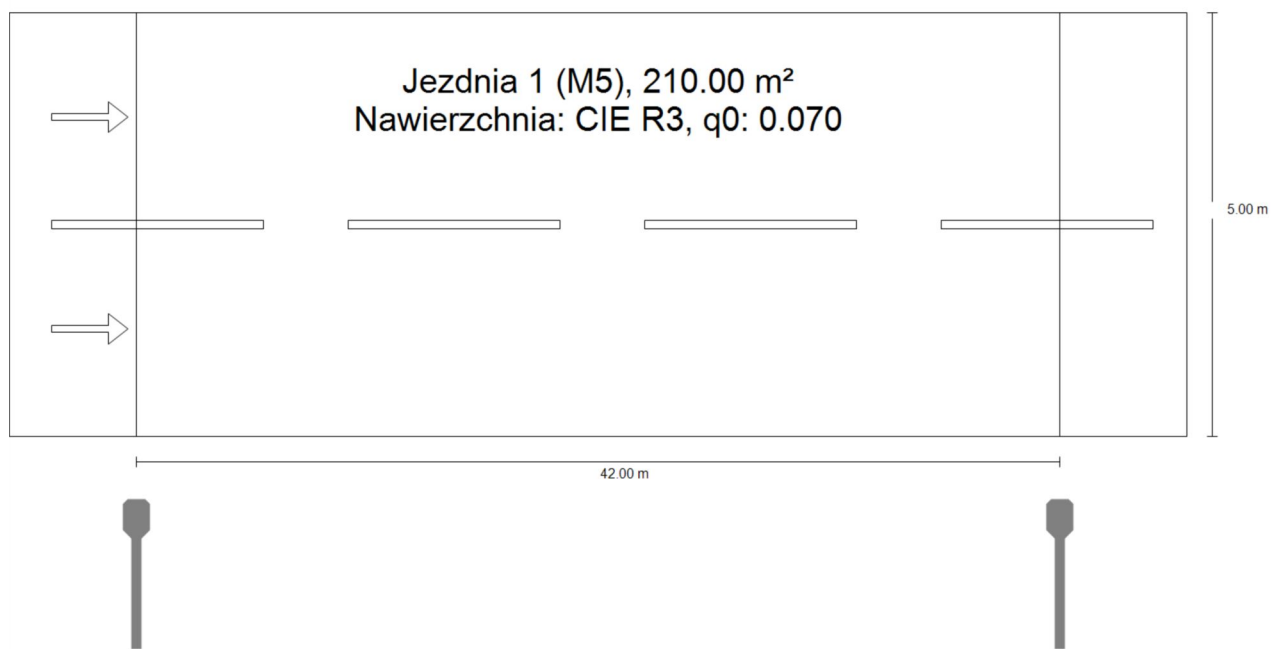 Jezdnia 1 (M5), 210.00 m²
Nawierzchnia: CIE R3, q0: 0.070
5.00 m
42.00 m